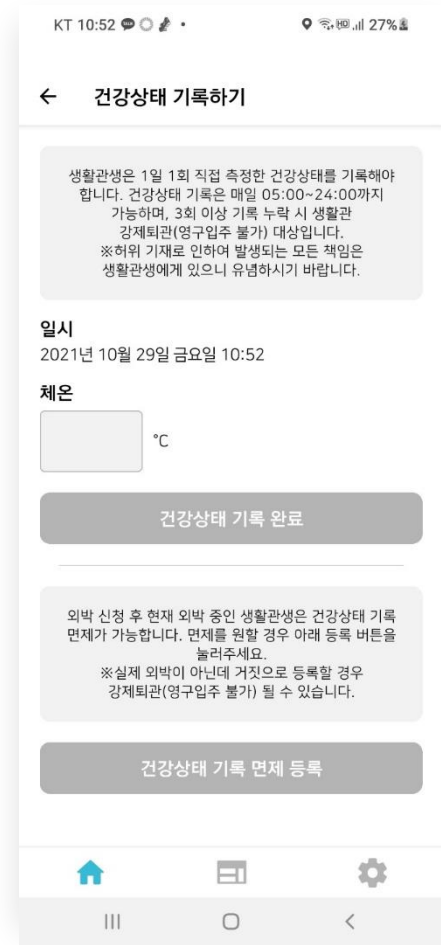 KT 10:52
27%
건강상태 기록하기
생활관생은 1일 1회 직접 측정한 건강상태를 기록해야
합니다. 건강상태 기록은 매일 05:00~24:00까지
가능하며, 3회 이상 기록 누락 시 생활관
강제퇴관(영구입주 불가) 대상입니다.
※허위 기재로 인하여 발생되는 모든 책임은
생활관생에게 있으니 유념하시기 바랍니다.
일시
2021년 10월 29일 금요일 10:52
체온
°C
건강상태 기록 완료
외박 신청 후 현재 외박 중인 생활관생은 건강상태 기록
면제가 가능합니다. 면제를 원할 경우 아래 등록 버튼을
눌러주세요.
※실제 외박이 아닌데 거짓으로 등록할 경우
강제퇴관(영구입주 불가) 될 수 있습니다.
건강상태 기록 면제 등록